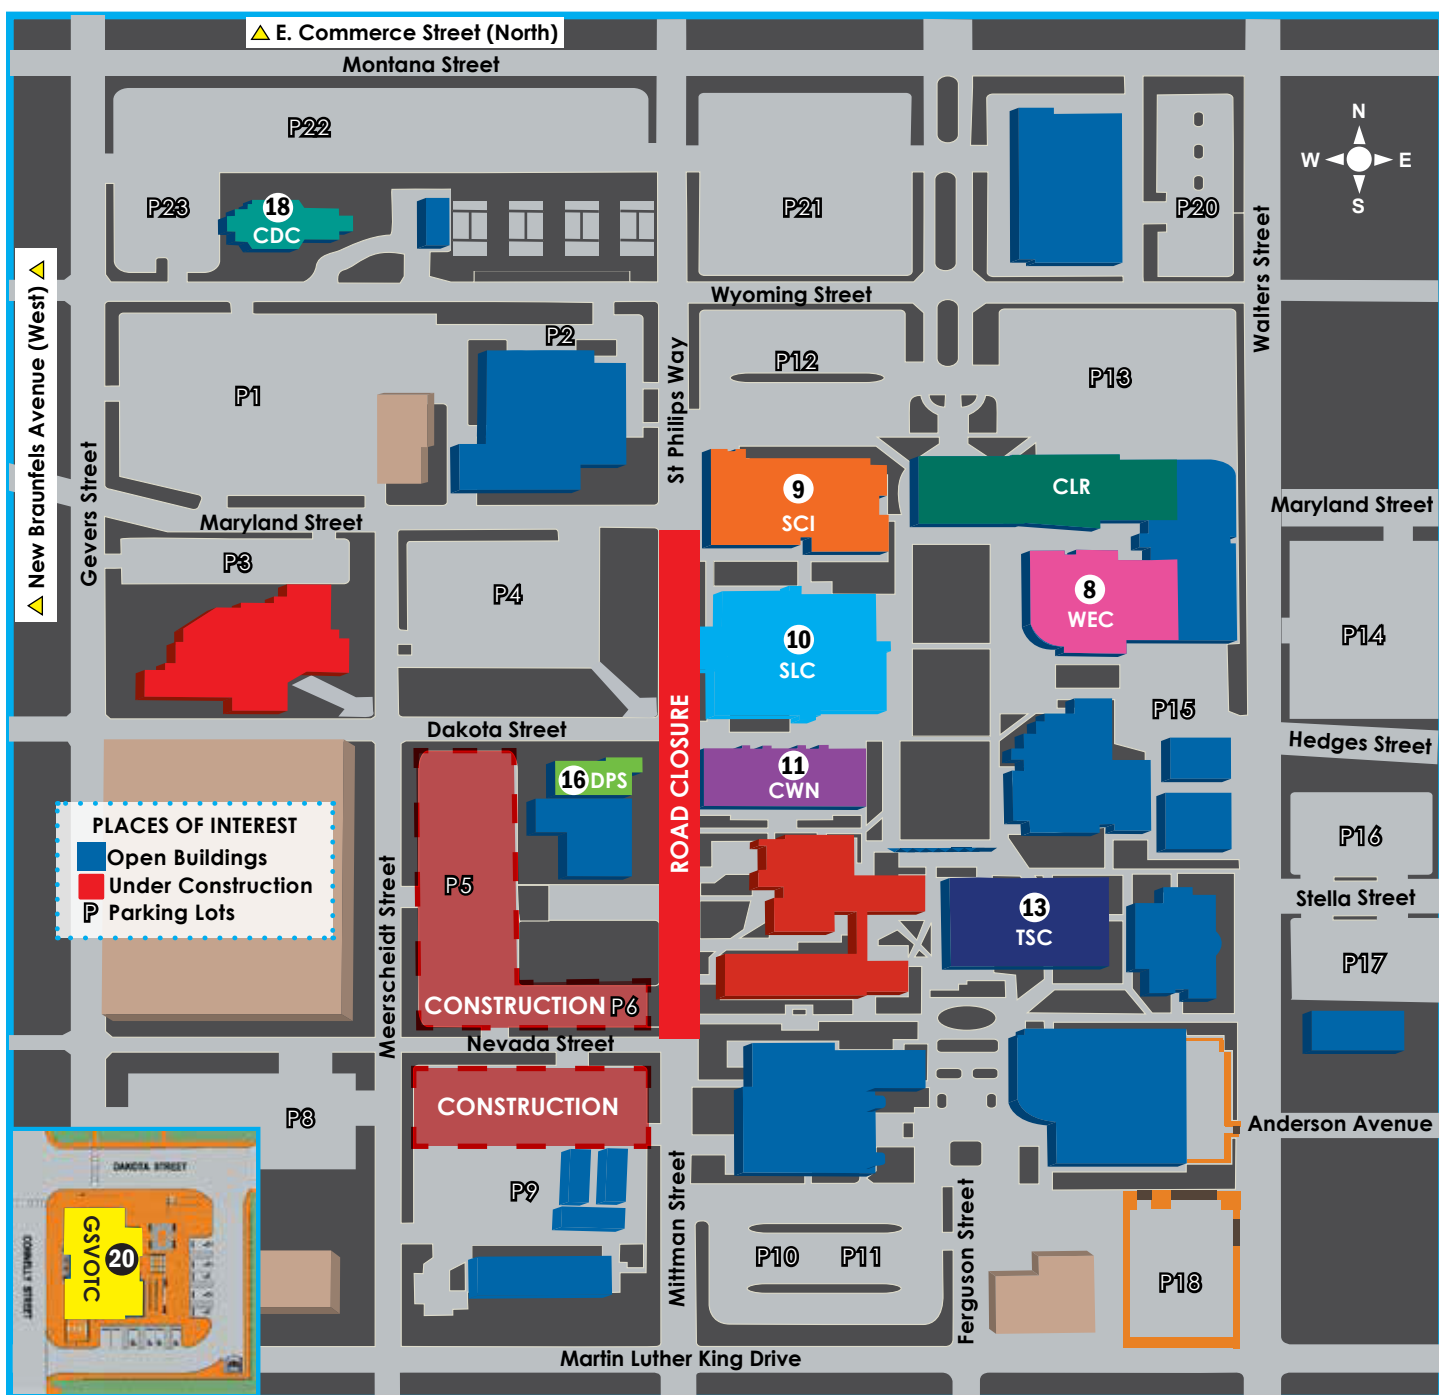 E. Commerce Street (North)
Montana Street
P22
P23
18
CDC
P21
P20
N
W E
S
New Braunfels Avenue (West)
Gevers Street
Wyoming Street
Walters Street
P1
P2
St Philips Way
P12
P13
Maryland Street
9
SCI
CLR
Maryland Street
P3
P4
10
SLC
8
WEC
P14
ROAD CLOSURE
P15
Dakota Street
Hedges Street
16 DPS
11
CWN
PLACES OF INTEREST
Open Buildings
Under Construction
P Parking Lots
Meerscheidt Street
P5
P16
Stella Street
13
TSC
P17
CONSTRUCTION P6
Nevada Street
CONSTRUCTION
P8
Anderson Avenue
DAKOTA STREET
CONNELLY STREET
GSVOTC
20
P9
Mittman Street
P10
P11
Ferguson Street
P18
Martin Luther King Drive